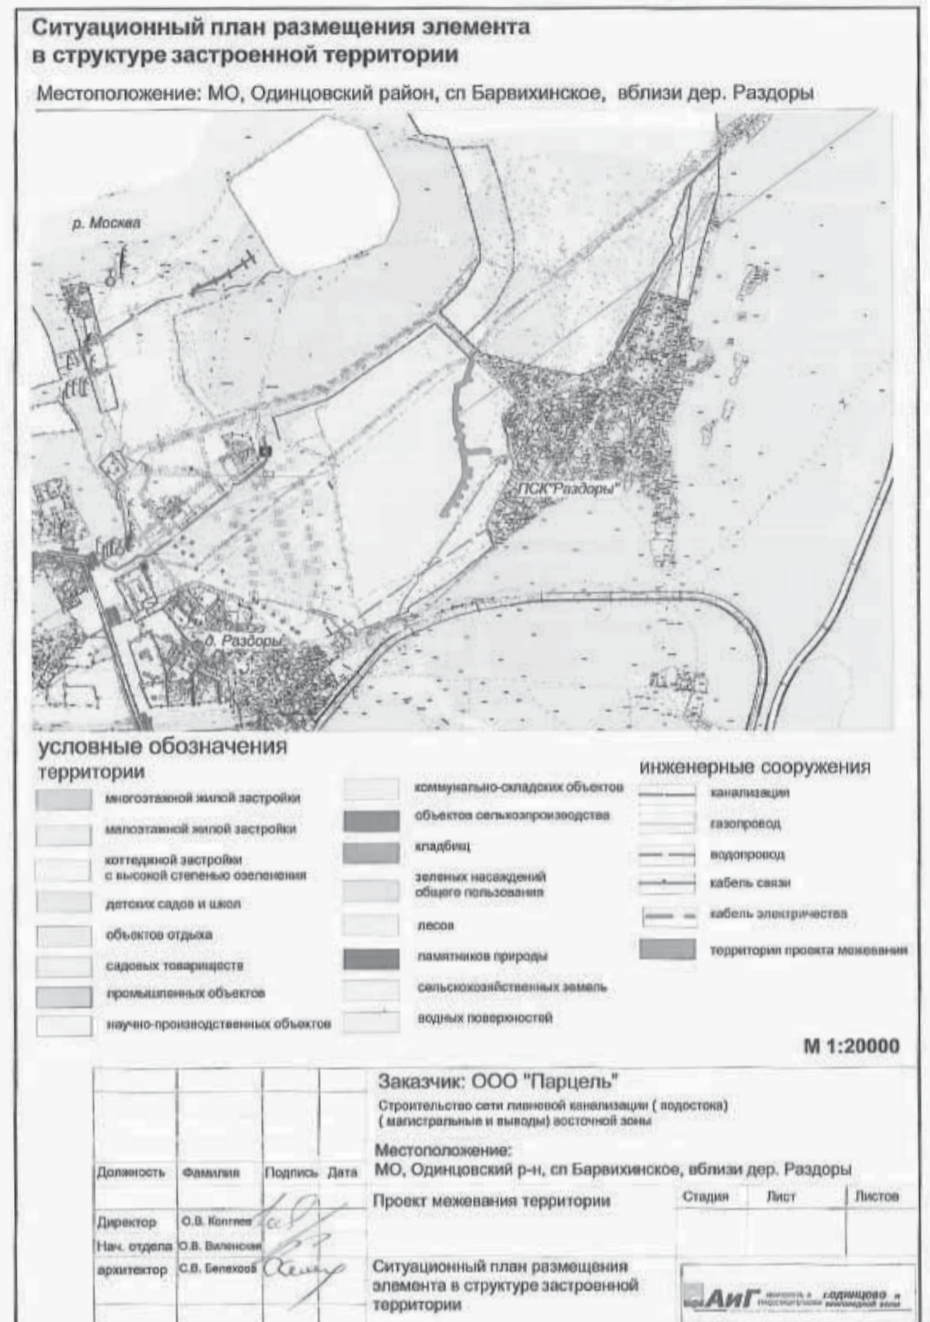 Ситуационный план размещения элемента
в структуре застроенной территории
Местоположение: МО, Одинцовский район, сп Барвихинское, вблизи дер. Раздоры
р. Москва
ПСК"Раздоры"
д. Раздоры
условные обозначения
территории
многоэтажной жилой застройки
малоэтажной жилой застройки
коттеджной застройки
с высокой степенью озеленения
детских садов и школ
объектов отдыха
садовых товариществ
промышленных объектов
научно-производственных объектов
коммунально-складских объектов
объектов сельхозпроизводства
кладбищ
зеленых насаждений
общего пользования
лесов
памятников природы
сельскохозяйственных земель
водных поверхностей
инженерные сооружения
канализация
газопровод
водопровод
кабель связи
кабель электричества
территория проекта межевания
М 1:20000
Заказчик: ООО "Парцель"
Строительство сети ливневой канализации ( водостока)
( магистральные и выводы) восточной зоны
Местоположение:
МО, Одинцовский р-н, сп Барвихинское, вблизи дер. Раздоры
Должность Фамилия Подпись Дата
Проект межевания территории
Стадия Лист Листов
Директор О.В.
Нач. отдела О.В.
архитектор С.В.
Ситуационный план размещения
элемента в структуре застроенной
территории
АиГ г.одинцово и